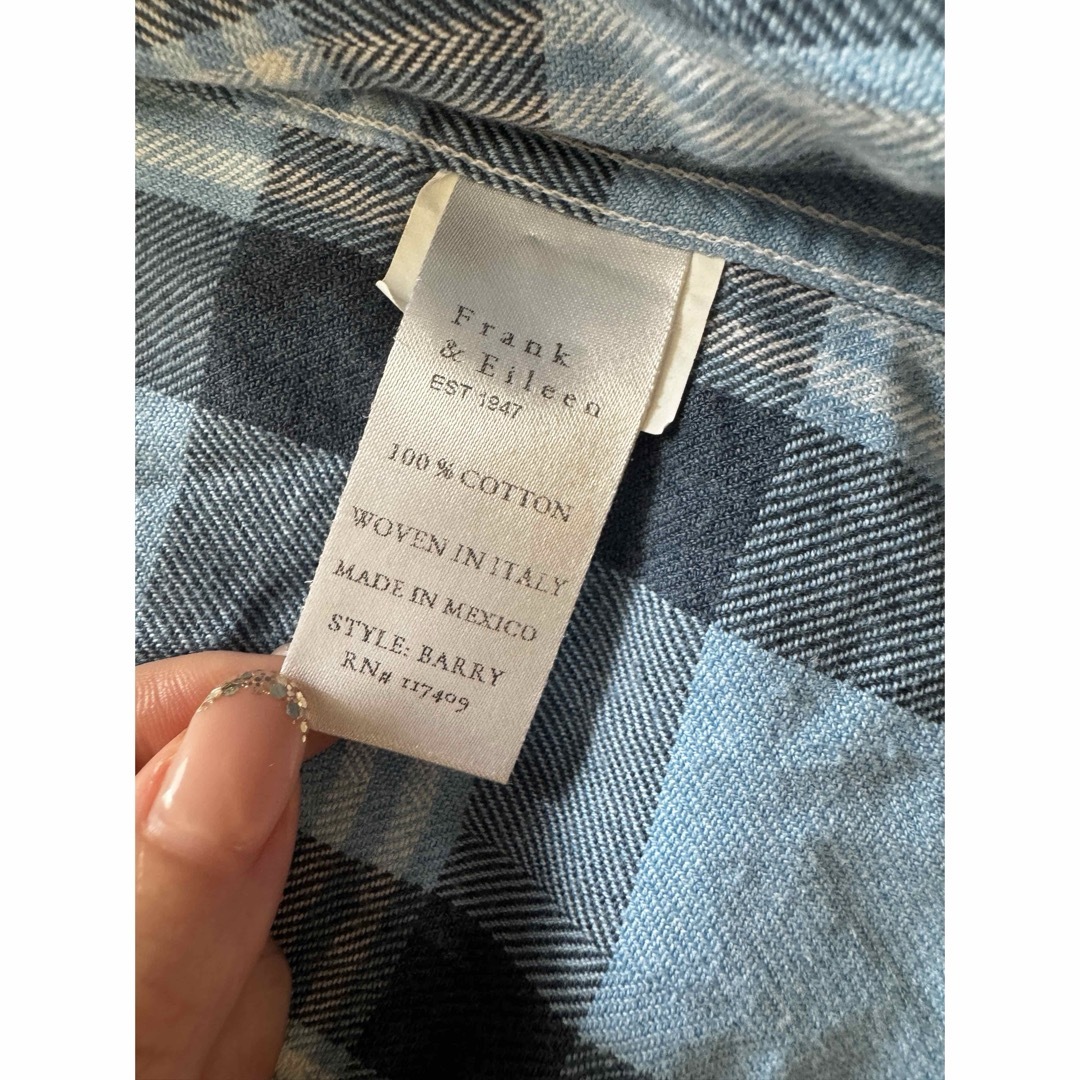 Frank
& Eileen
EST 1947
100 % COTTON
WOVEN IN ITALY
MADE IN MEXICO
STYLE: BARRY
RN# 117409